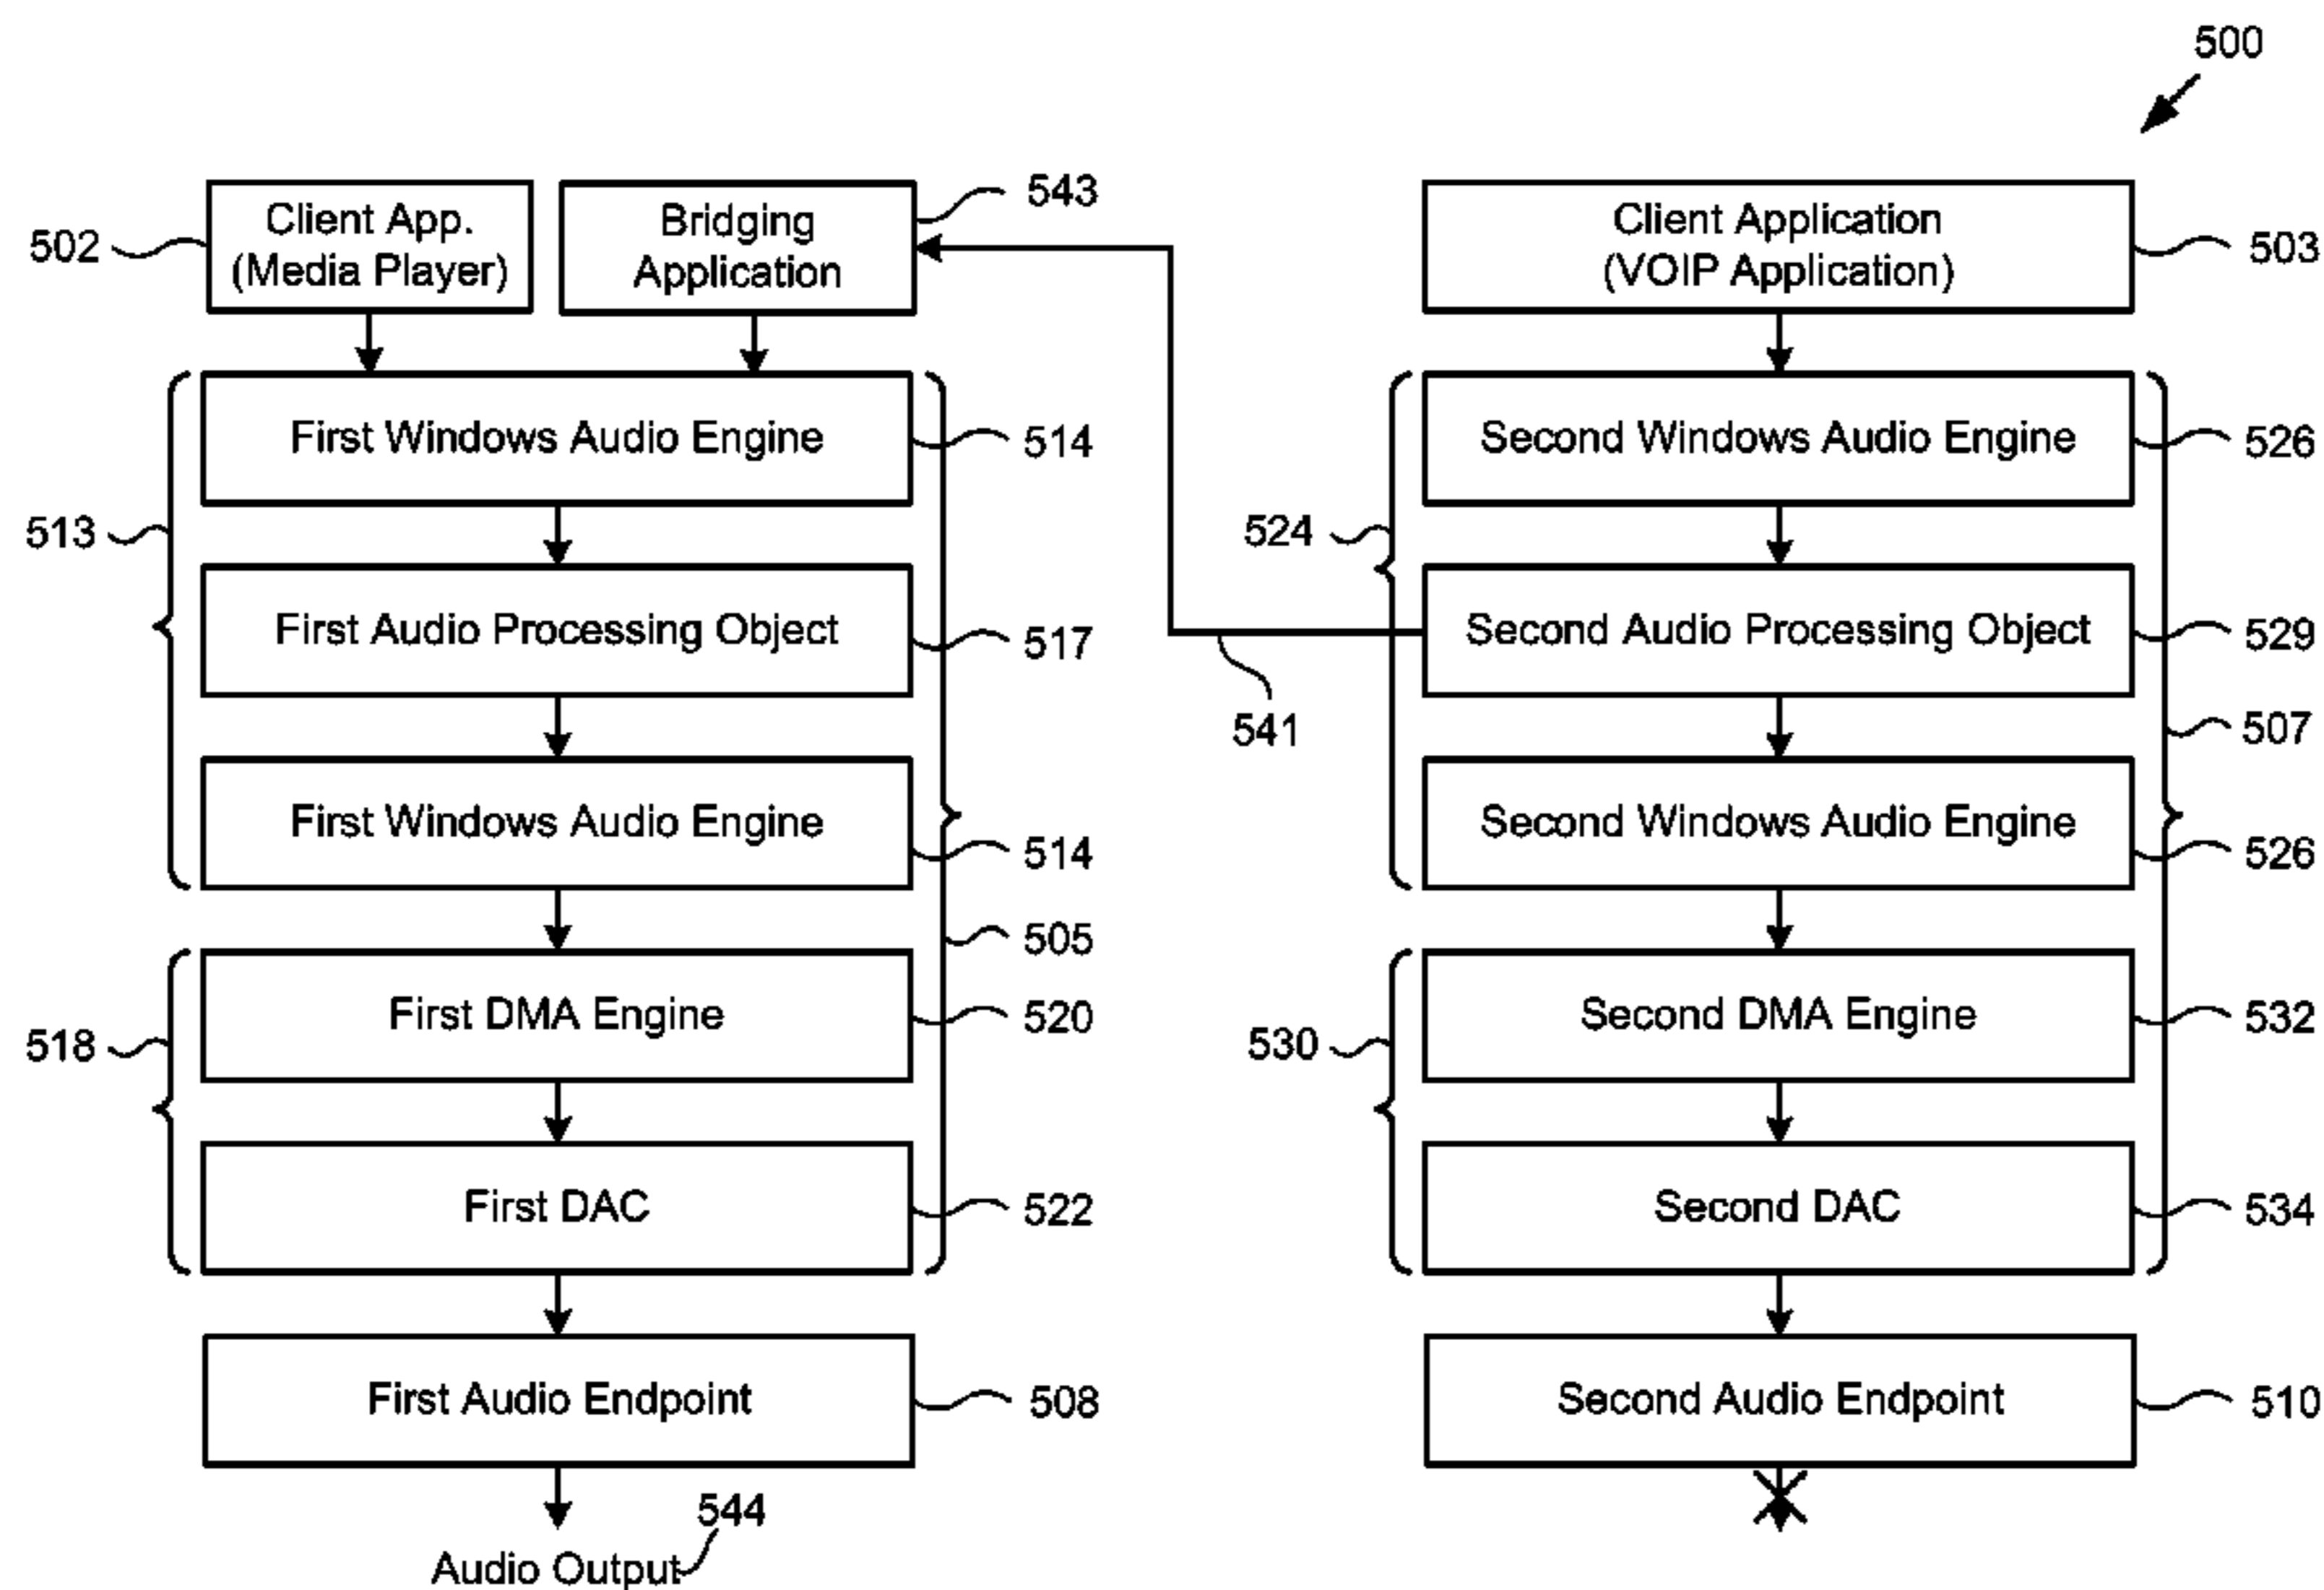 500
502
Client App.
(Media Player)
Bridging
Application
543
Client Application
(VOIP Application)
503
513
First Windows Audio Engine
514
524
Second Windows Audio Engine
526
First Audio Processing Object
517
541
Second Audio Processing Object
529
507
First Windows Audio Engine
514
Second Windows Audio Engine
526
505
518
First DMA Engine
520
530
Second DMA Engine
532
First DAC
522
Second DAC
534
First Audio Endpoint
508
Second Audio Endpoint
510
544
Audio Output